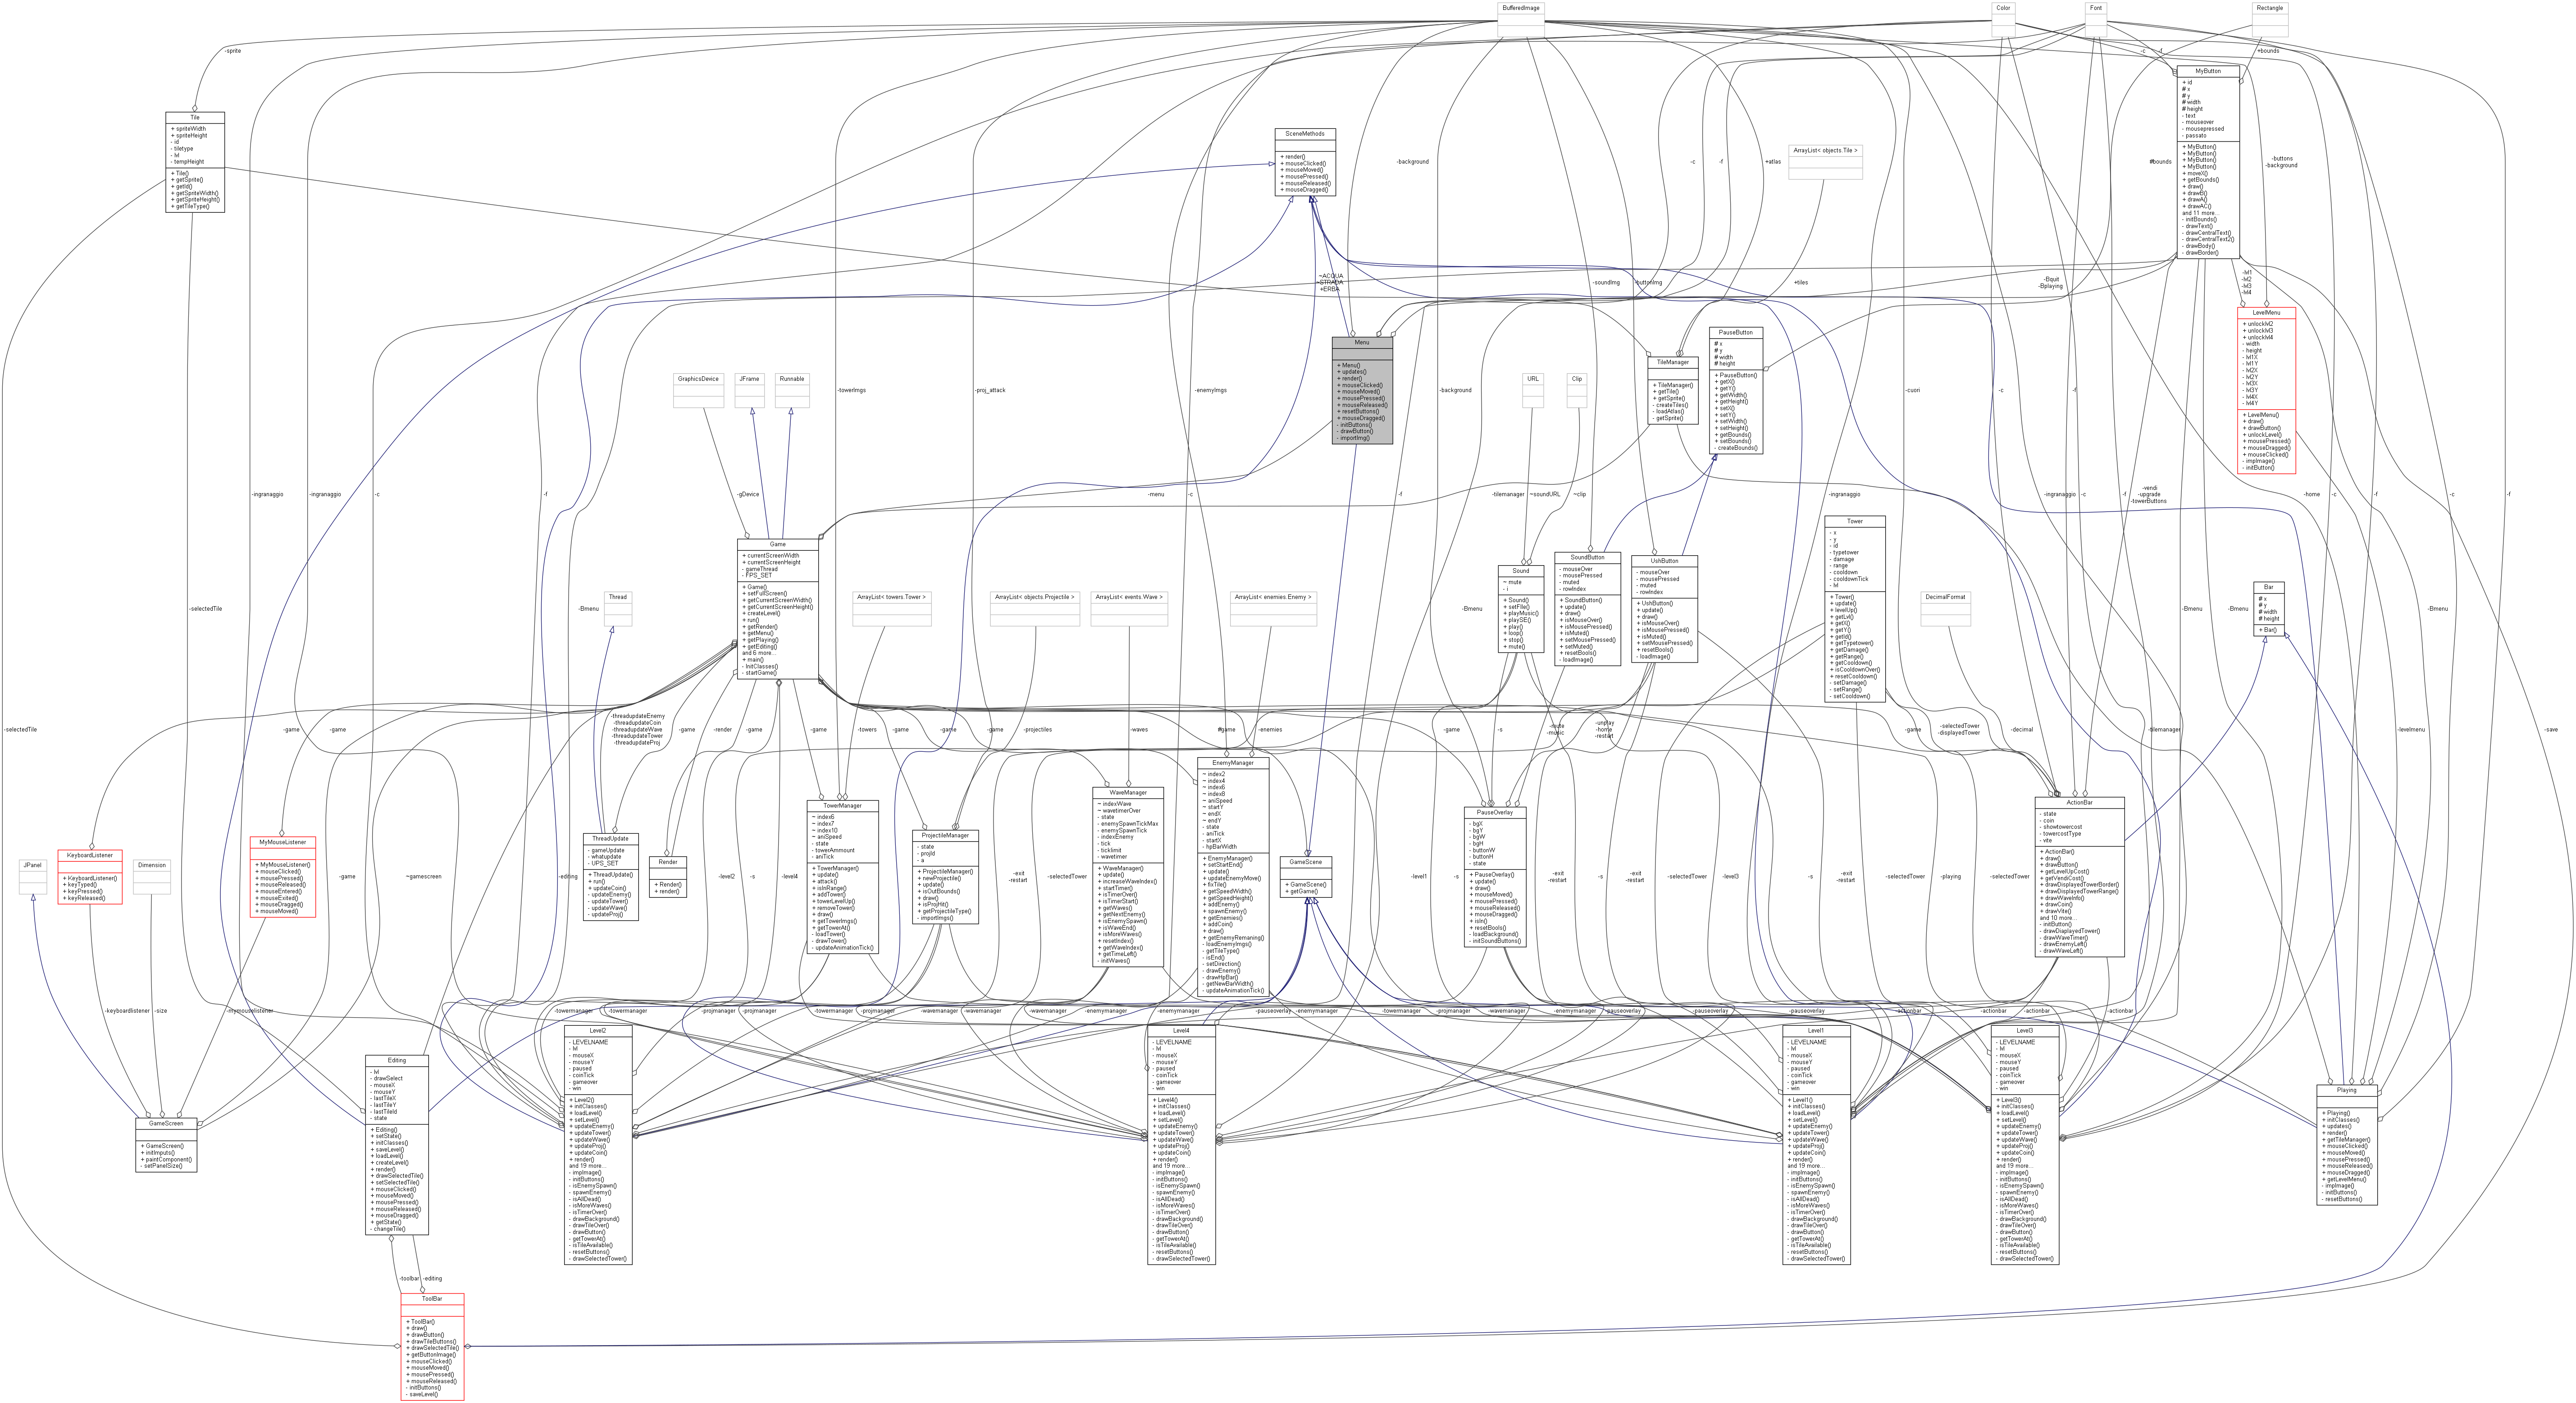 BufferedImage
Color
Font
Rectangle
-sprite
-c
-f
+bounds
MyButton
+ id
# x
# y
# width
# height
- text
- mouseover
- mousepressed
- passato
+ MyButton()
+ MyButton()
+ MyButton()
+ MyButton()
+ moveX()
+ getBounds()
+ draw()
+ drawB()
+ drawA()
+ drawAC()
and 11 more...
- initBounds()
- drawText()
- drawCentralText()
- drawCentralText2()
- drawBody()
- drawBorder()
Tile
+ spriteWidth
+ spriteHeight
- id
- tiletype
- lvl
- tempHeight
+ Tile()
+ getSprite()
+ getId()
+ getSpriteWidth()
+ getSpriteHeight()
+ getTileType()
SceneMethods
+ render()
+ mouseClicked()
+ mouseMoved()
+ mousePressed()
+ mouseReleased()
+ mouseDragged()
ArrayList< objects.Tile >
-background
-c
-f
+atlas
#bounds
-buttons
-background
~ACQUA
~STRADA
+ERBA
-soundImg
-buttonImg
+tiles
-Bquit
-Bplaying
-lvl1
-lvl2
-lvl3
-lvl4
LevelMenu
+ unlocklvl2
+ unlocklvl3
+ unlocklvl4
- width
- height
- lvl1X
- lvl1Y
- lvl2X
- lvl2Y
- lvl3X
- lvl3Y
- lvl4X
- lvl4Y
+ LevelMenu()
+ draw()
+ drawButton()
+ unlockLevel()
+ mousePressed()
+ mouseDragged()
+ mouseClicked()
- impImage()
- initButton()
Menu
+ Menu()
+ updates()
+ render()
+ mouseClicked()
+ mouseMoved()
+ mousePressed()
+ mouseReleased()
+ resetButtons()
+ mouseDragged()
- initButtons()
- drawButton()
- importImg()
TileManager
+ TileManager()
+ getTile()
+ getSprite()
- createTiles()
- loadAtlas()
- getSprite()
PauseButton
# x
# y
# width
# height
+ PauseButton()
+ getX()
+ getY()
+ getWidth()
+ getHeight()
+ setX()
+ setY()
+ setWidth()
+ setHeight()
+ getBounds()
+ setBounds()
- createBounds()
GraphicsDevice
JFrame
Runnable
URL
Clip
-towerImgs
-proj_attack
-enemyImgs
-background
-cuori
-ingranaggio
-ingranaggio
-c
-f
-gDevice
-menu
-c
-f
-tilemanager
~soundURL
~clip
-ingranaggio
-ingranaggio
-c
-f
-vendi
-upgrade
-towerButtons
-home
-c
-f
-c
-f
Game
+ currentScreenWidth
+ currentScreenHeight
- gameThread
- FPS_SET
+ Game()
+ setFullScreen()
+ getCurrentScreenWidth()
+ getCurrentScreenHeight()
+ createLevel()
+ run()
+ getRender()
+ getMenu()
+ getPlaying()
+ getEditing()
and 6 more...
+ main()
- InitClasses()
- startGame()
Tower
- x
- y
- id
- typetower
- damage
- range
- cooldown
- cooldownTick
- lvl
+ Tower()
+ update()
+ levelUp()
+ getLvl()
+ getX()
+ getY()
+ getId()
+ getTypetower()
+ getDamage()
+ getRange()
+ getCooldown()
+ isCooldownOver()
+ resetCooldown()
- setDamage()
- setRange()
- setCooldown()
Sound
~ mute
- i
+ Sound()
+ setFile()
+ playMusic()
+ playSE()
+ play()
+ loop()
+ stop()
+ mute()
SoundButton
- mouseOver
- mousePressed
- muted
- rowIndex
+ SoundButton()
+ update()
+ draw()
+ isMouseOver()
+ isMousePressed()
+ isMuted()
+ setMousePressed()
+ setMuted()
+ resetBools()
- loadImage()
UshButton
- mouseOver
- mousePressed
- muted
- rowIndex
+ UshButton()
+ update()
+ draw()
+ isMouseOver()
+ isMousePressed()
+ isMuted()
+ setMousePressed()
+ resetBools()
- loadImage()
Thread
ArrayList< towers.Tower >
ArrayList< objects.Projectile >
ArrayList< events.Wave >
ArrayList< enemies.Enemy >
DecimalFormat
Bar
# x
# y
# width
# height
+ Bar()
-selectedTile
-selectedTile
-Bmenu
-Bmenu
-Bmenu
-Bmenu
-Bmenu
-game
-game
-threadupdateEnemy
-threadupdateCoin
-threadupdateWave
-threadupdateTower
-threadupdateProj
-game
-render
-game
-game
-towers
-game
-projectiles
-game
-waves
-game
#game
-enemies
-game
-s
-mute
-music
-unplay
-home
-restart
-game
-selectedTower
-displayedTower
-decimal
-tilemanager
-levelmenu
-save
EnemyManager
~ index2
~ index4
~ index6
~ index8
~ aniSpeed
~ startY
~ endX
~ endY
- state
- aniTick
- startX
- hpBarWidth
+ EnemyManager()
+ setStartEnd()
+ update()
+ updateEnemyMove()
+ fixTile()
+ getSpeedWidth()
+ getSpeedHeight()
+ addEnemy()
+ spawnEnemy()
+ getEnemies()
+ addCoin()
+ draw()
+ getEnemyRemaning()
- loadEnemyImgs()
- getTileType()
- isEnd()
- setDirection()
- drawEnemy()
- drawHpBar()
- getNewBarWidth()
- updateAnimationTick()
WaveManager
~ indexWave
~ wavetimerOver
- state
- enemySpawnTickMax
- enemySpawnTick
- indexEnemy
- tick
- ticklimit
- wavetimer
+ WaveManager()
+ update()
+ increaseWaveIndex()
+ startTimer()
+ isTimerOver()
+ isTimerStart()
+ getWaves()
+ getNextEnemy()
+ isEnemySpawn()
+ isWaveEnd()
+ isMoreWaves()
+ resetIndex()
+ getWaveIndex()
+ getTimeLeft()
- initWaves()
TowerManager
~ index6
~ index7
~ index10
~ aniSpeed
- state
- towerAmmount
- aniTick
+ TowerManager()
+ update()
+ attack()
+ isInRange()
+ addTower()
+ towerLevelUp()
+ removeTower()
+ draw()
+ getTowerImgs()
+ getTowerAt()
- loadTower()
- drawTower()
- updateAnimationTick()
ProjectileManager
- state
- projId
- a
+ ProjectileManager()
+ newProjectile()
+ update()
+ isOutBounds()
+ draw()
+ isProjHit()
+ getProjectileType()
- importImgs()
PauseOverlay
- bgX
- bgY
- bgW
- bgH
- buttonW
- buttonH
- state
+ PauseOverlay()
+ update()
+ draw()
+ mouseMoved()
+ mousePressed()
+ mouseReleased()
+ mouseDragged()
+ isIn()
+ resetBools()
- loadBackground()
- initSoundButtons()
ActionBar
- state
- coin
- showtowercost
- towercostType
- vite
+ ActionBar()
+ draw()
+ drawButton()
+ getLevelUpCost()
+ getVendiCost()
+ drawDisplayedTowerBorder()
+ drawDisplayedTowerRange()
+ drawWaveInfo()
+ drawCoin()
+ drawVite()
and 10 more...
- initButton()
- drawDisplayedTower()
- drawWaveTimer()
- drawEnemyLeft()
- drawWaveLeft()
ThreadUpdate
- gameUpdate
- whatupdate
- UPS_SET
+ ThreadUpdate()
+ run()
+ updateCoin()
+ updateEnemy()
+ updateTower()
+ updateWave()
+ updateProj()
Render
+ Render()
+ render()
JPanel
KeyboardListener
+ KeyboardListener()
+ keyTyped()
+ keyPressed()
+ keyReleased()
Dimension
MyMouseListener
+ MyMouseListener()
+ mouseClicked()
+ mousePressed()
+ mouseReleased()
+ mouseEntered()
+ mouseExited()
+ mouseDragged()
+ mouseMoved()
GameScene
+ GameScene()
+ getGame()
-game
~gamescreen
-editing
-level2
-s
-level4
-exit
-restart
-selectedTower
-level1
-s
-exit
-restart
-s
-exit
-restart
-selectedTower
-level3
-s
-exit
-restart
-selectedTower
-playing
-selectedTower
-keyboardlistener
-size
-mymouselistener
-towermanager
-towermanager
-projmanager
-projmanager
-towermanager
-projmanager
-wavemanager
-wavemanager
-wavemanager
-enemymanager
-enemymanager
-pauseoverlay
-enemymanager
-towermanager
-projmanager
-wavemanager
-enemymanager
-pauseoverlay
-pauseoverlay
-pauseoverlay
-actionbar
-actionbar
-actionbar
-actionbar
Level2
- LEVELNAME
- lvl
- mouseX
- mouseY
- paused
- coinTick
- gameover
- win
+ Level2()
+ initClasses()
+ loadLevel()
+ setLevel()
+ updateEnemy()
+ updateTower()
+ updateWave()
+ updateProj()
+ updateCoin()
+ render()
and 19 more...
- impImage()
- initButtons()
- isEnemySpawn()
- spawnEnemy()
- isAllDead()
- isMoreWaves()
- isTimerOver()
- drawBackground()
- drawTileOver()
- drawButton()
- getTowerAt()
- isTileAvailable()
- resetButtons()
- drawSelectedTower()
Level4
- LEVELNAME
- lvl
- mouseX
- mouseY
- paused
- coinTick
- gameover
- win
+ Level4()
+ initClasses()
+ loadLevel()
+ setLevel()
+ updateEnemy()
+ updateTower()
+ updateWave()
+ updateProj()
+ updateCoin()
+ render()
and 19 more...
- impImage()
- initButtons()
- isEnemySpawn()
- spawnEnemy()
- isAllDead()
- isMoreWaves()
- isTimerOver()
- drawBackground()
- drawTileOver()
- drawButton()
- getTowerAt()
- isTileAvailable()
- resetButtons()
- drawSelectedTower()
Level1
- LEVELNAME
- lvl
- mouseX
- mouseY
- paused
- coinTick
- gameover
- win
+ Level1()
+ initClasses()
+ loadLevel()
+ setLevel()
+ updateEnemy()
+ updateTower()
+ updateWave()
+ updateProj()
+ updateCoin()
+ render()
and 19 more...
- impImage()
- initButtons()
- isEnemySpawn()
- spawnEnemy()
- isAllDead()
- isMoreWaves()
- isTimerOver()
- drawBackground()
- drawTileOver()
- drawButton()
- getTowerAt()
- isTileAvailable()
- resetButtons()
- drawSelectedTower()
Level3
- LEVELNAME
- lvl
- mouseX
- mouseY
- paused
- coinTick
- gameover
- win
+ Level3()
+ initClasses()
+ loadLevel()
+ setLevel()
+ updateEnemy()
+ updateTower()
+ updateWave()
+ updateProj()
+ updateCoin()
+ render()
and 19 more...
- impImage()
- initButtons()
- isEnemySpawn()
- spawnEnemy()
- isAllDead()
- isMoreWaves()
- isTimerOver()
- drawBackground()
- drawTileOver()
- drawButton()
- getTowerAt()
- isTileAvailable()
- resetButtons()
- drawSelectedTower()
Editing
- lvl
- drawSelect
- mouseX
- mouseY
- lastTileX
- lastTileY
- lastTileId
- state
+ Editing()
+ setState()
+ initClasses()
+ saveLevel()
+ loadLevel()
+ createLevel()
+ render()
+ drawSelectedTile()
+ setSelectedTile()
+ mouseClicked()
+ mouseMoved()
+ mousePressed()
+ mouseReleased()
+ mouseDragged()
+ getState()
- changeTile()
GameScreen
+ GameScreen()
+ initImputs()
+ paintComponent()
- setPanelSize()
Playing
+ Playing()
+ initClasses()
+ updates()
+ render()
+ getTileManager()
+ mouseClicked()
+ mouseMoved()
+ mousePressed()
+ mouseReleased()
+ mouseDragged()
+ getLevelMenu()
- impImage()
- initButtons()
- resetButtons()
-toolbar
-editing
ToolBar
+ ToolBar()
+ draw()
+ drawButton()
+ drawTileButtons()
+ drawSelectedTile()
+ getButtonImage()
+ mouseClicked()
+ mouseMoved()
+ mousePressed()
+ mouseReleased()
- initButtons()
- saveLevel()